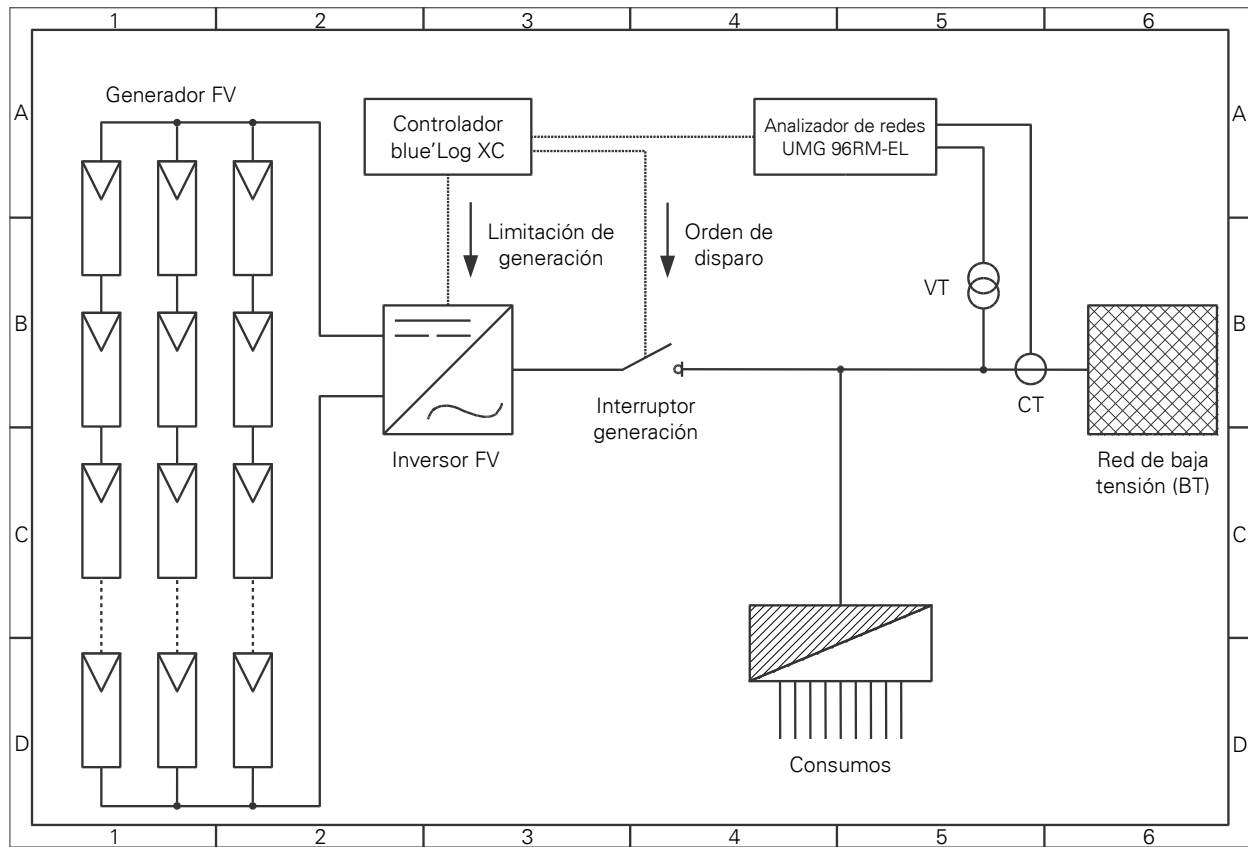 1 2 3 4 5 6
A A
Generador FV
Controlador
blue'Log XC
Analizador de redes
UMG 96RM-EL
Limitación de
generación
Orden de
disparo
B B
VT
CT
Interruptor
generación
Inversor FV
Red de baja
tensión (BT)
C C
D D
Consumos
1 2 3 4 5 6